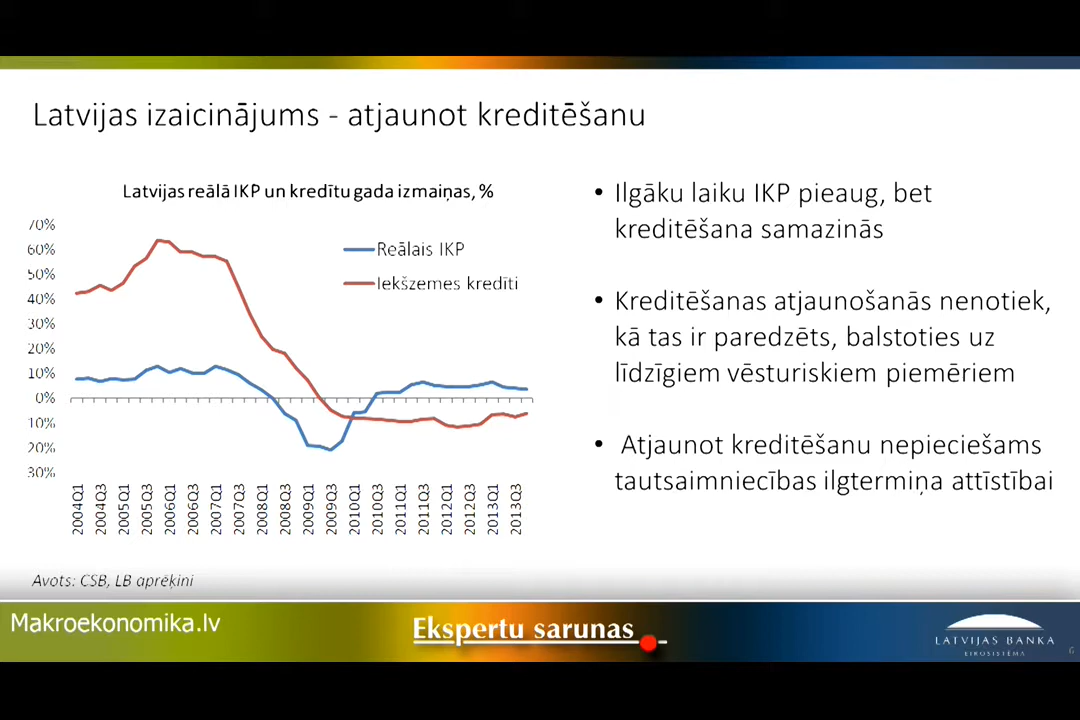 Latvijas izaicinājums - atjaunot kreditēšanu
Latvijas reālā IKP un kredītu gada izmaiņas, %
70%
60%
50%
40%
30%
20%
10%
0%
10%
20%
30%
Reālais IKP
Iekšzemes kredīti
2004Q1
2004Q3
2005Q1
2005Q3
2006Q1
2006Q3
2007Q1
2007Q3
2008Q1
2008Q3
2009Q1
2009Q3
2010Q1
2010Q3
2011Q1
2011Q3
2012Q1
2012Q3
2013Q1
2013Q3
• Ilgāku laiku IKP pieaug, bet
kreditēšana samazinās
• Kreditēšanas atjaunošanās nenotiek,
kā tas ir paredzēts, balstoties uz
līdzīgiem vēsturiskiem piemēriem
• Atjaunot kreditēšanu nepieciešams
tautsaimniecības ilgtermiņa attīstībai
Avots: CSB, LB aprēķini
Makroekonomika.lv
Ekspertu sarunas
LATVIJAS BANKA
EIROSISTĒMA
6